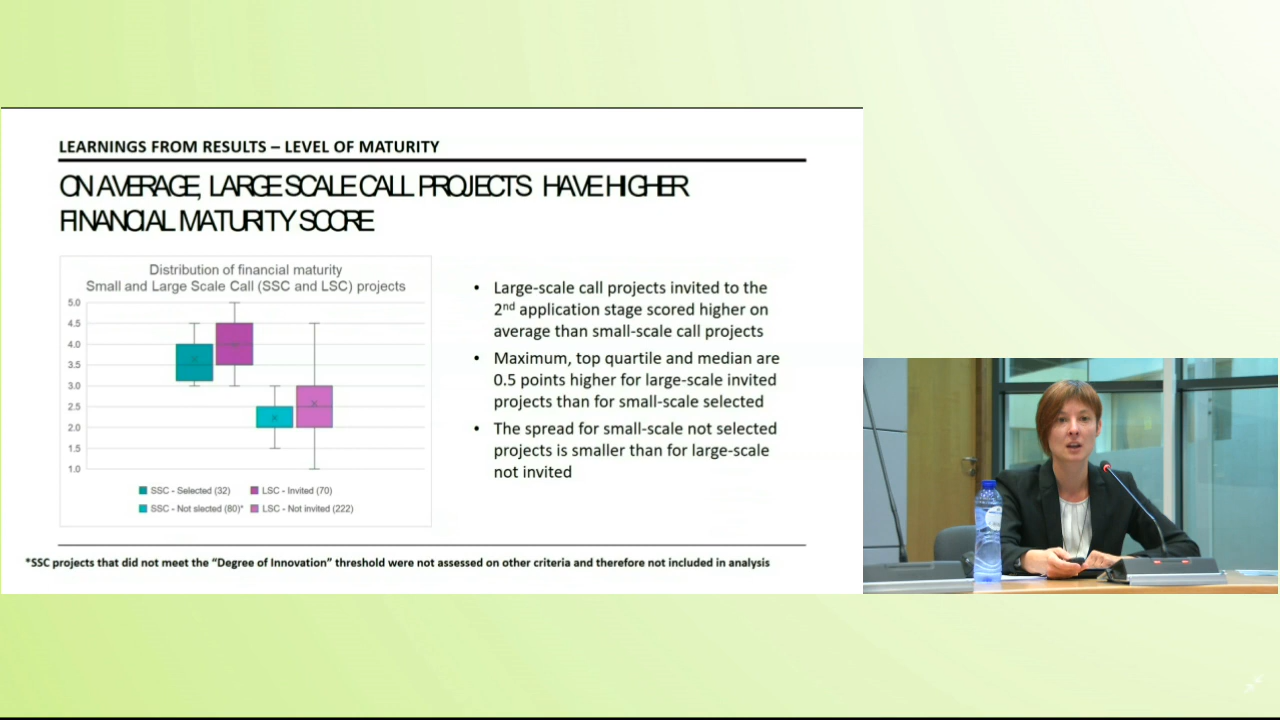 LEARNINGS FROM RESULTS – LEVEL OF MATURITY
ON AVERAGE, LARGE SCALE CALL PROJECTS HAVE HIGHER
FINANCIAL MATURITY SCORE
Distribution of financial maturity
Small and Large Scale Call (SSC and LSC) projects
5.0
4.5
4.0
3.5
3.0
2.5
2.0
1.5
1.0
SSC - Selected (32) LSC - Invited (70)
SSC - Not slected (80)* LSC - Not invited (222)
• Large-scale call projects invited to the
2nd application stage scored higher on
average than small-scale call projects
• Maximum, top quartile and median are
0.5 points higher for large-scale invited
projects than for small-scale selected
• The spread for small-scale not selected
projects is smaller than for large-scale
not invited
*SSC projects that did not meet the “Degree of Innovation” threshold were not assessed on other criteria and therefore not included in analysis